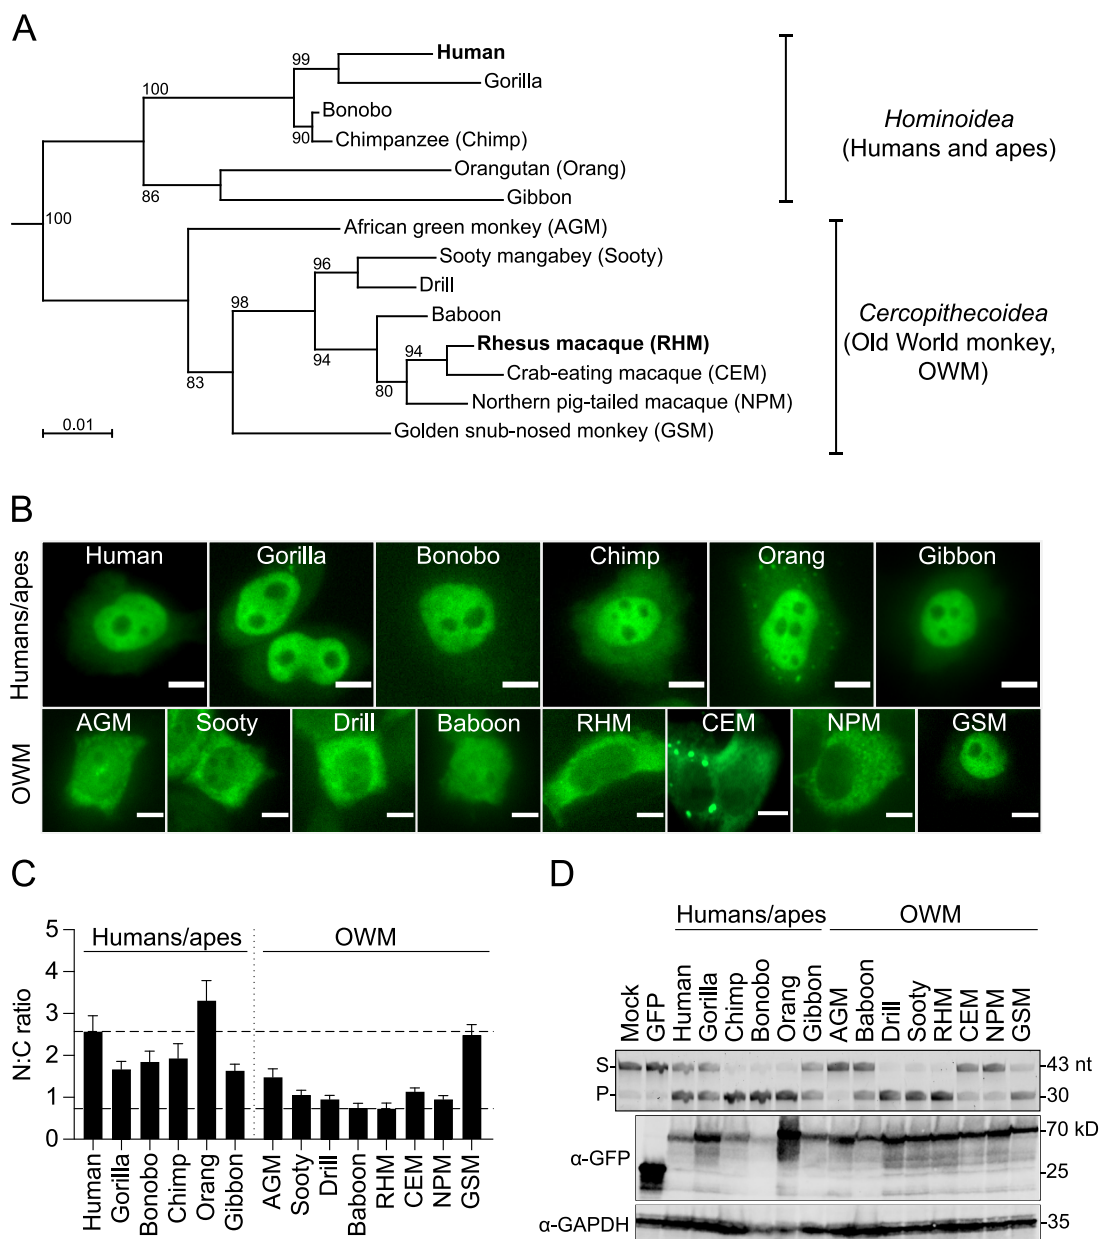 A
Human
99
Gorilla
100
Bonobo
90
Chimpanzee (Chimp)
Hominoidea
(Humans and apes)
Orangutan (Orang)
86
Gibbon
100
African green monkey (AGM)
Sooty mangabey (Sooty)
96
Drill
98
Baboon
Rhesus macaque (RHM)
94
94
Crab-eating macaque (CEM)
83
80
Northern pig-tailed macaque (NPM)
Golden snub-nosed monkey (GSM)
0.01
Cercopithecoidea
(Old World monkey,
OWM)
B
Humans/apes
Human Gorilla Bonobo Chimp Orang Gibbon
OWM
AGM Sooty Drill Baboon RHM CEM NPM GSM
C
Humans/apes OWM
N:C ratio
5
4
3
2
1
0
Human Gorilla Bonobo Chimp Orang Gibbon AGM Sooty Drill Baboon RHM CEM NPM GSM
D
Humans/apes OWM
Mock GFP Human Gorilla Chimp Bonobo Orang Gibbon AGM Baboon Drill Sooty RHM CEM NPM GSM
S- -43 nt
P- -30
-70 kD
α-GFP
-25
α-GAPDH -35